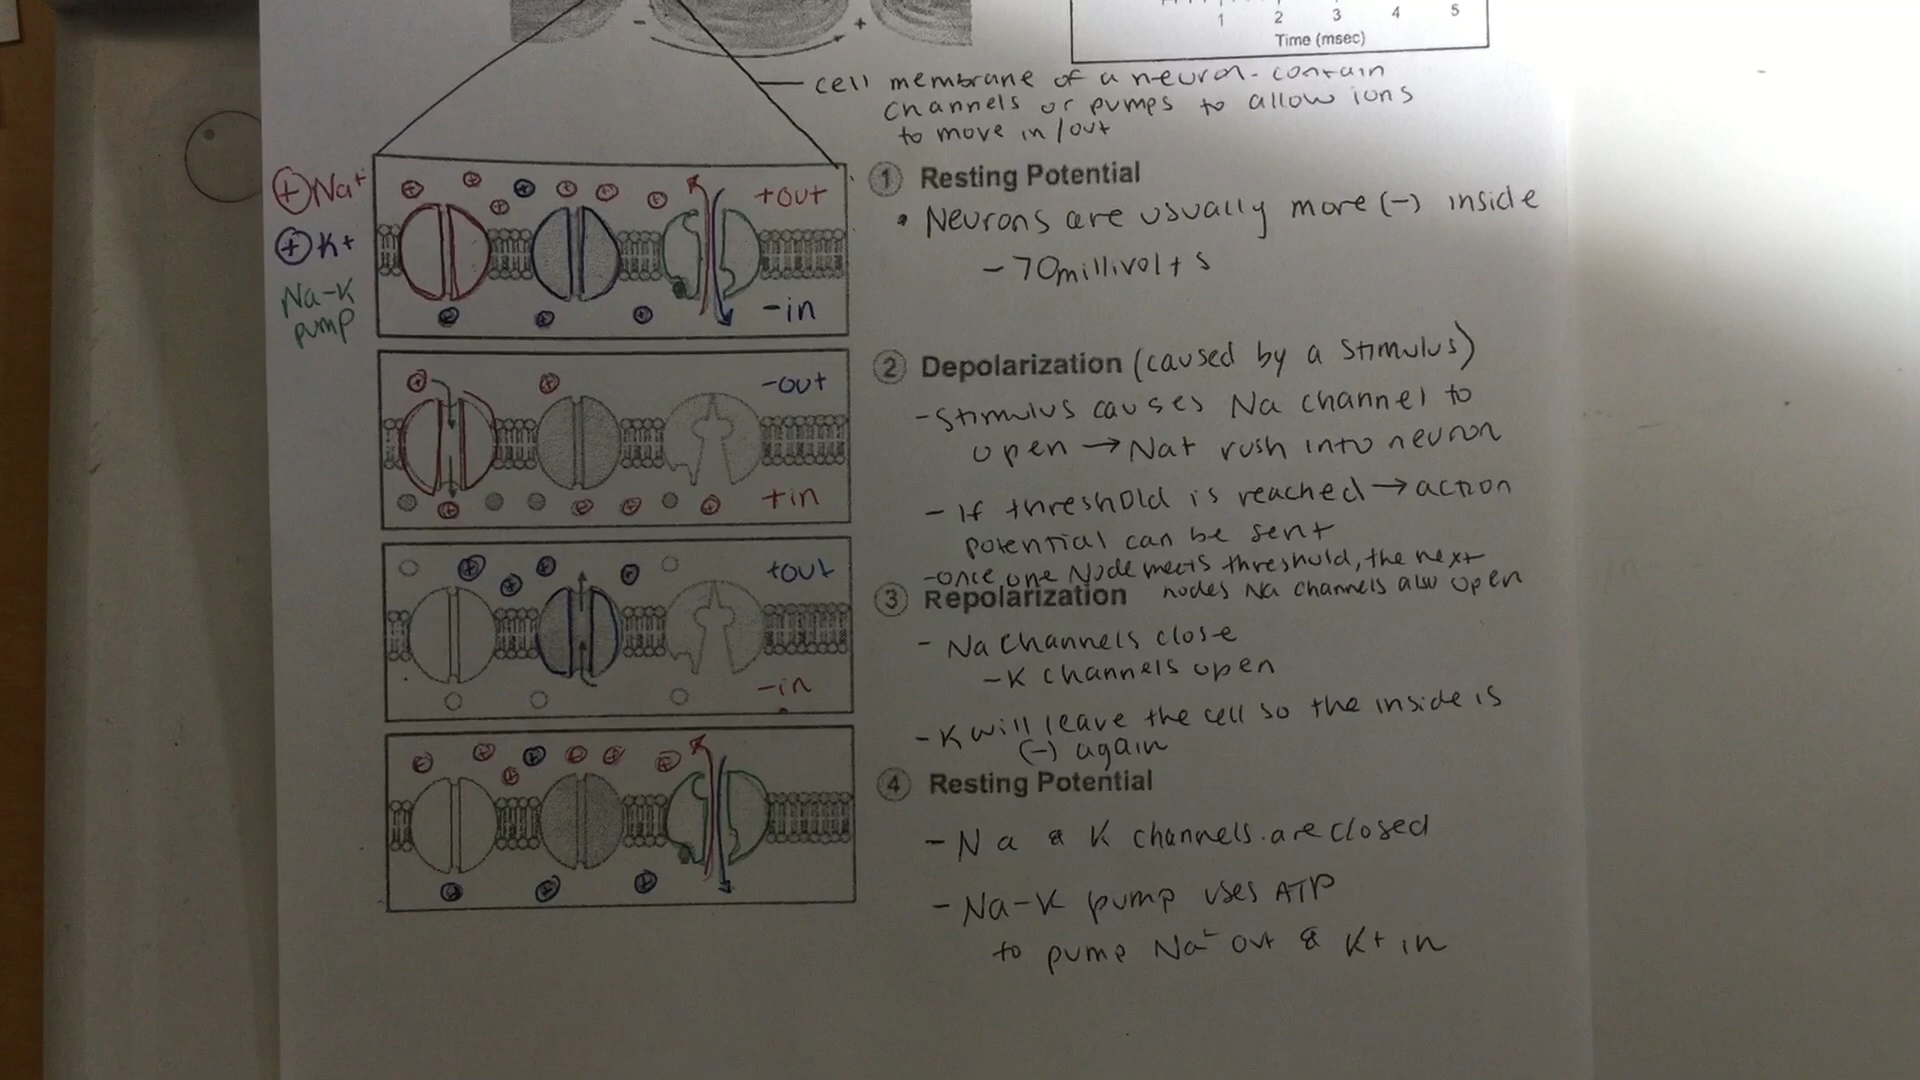 - +
1 2 3 4 5
Time (msec)
cell membrane of a neuron - contain
channels or pumps to allow ions
to move in/out
⊕ Na+
⊕ K+
Na-K
pump
+out
-in
① Resting Potential
• Neurons are usually more (-) inside
- 70 millivolts
-out
+in
② Depolarization (caused by a stimulus)
- Stimulus causes Na channel to
open → Na+ rush into neuron
- If threshold is reached → action
potential can be sent
- once one Node meets threshold, the next
nodes Na channels also open
+out
-in
③ Repolarization
- Na channels close
- K channels open
- K will leave the cell so the inside is
(-) again
④ Resting Potential
- Na & K channels are closed
- Na-K pump uses ATP
to pump Na+ out & K+ in